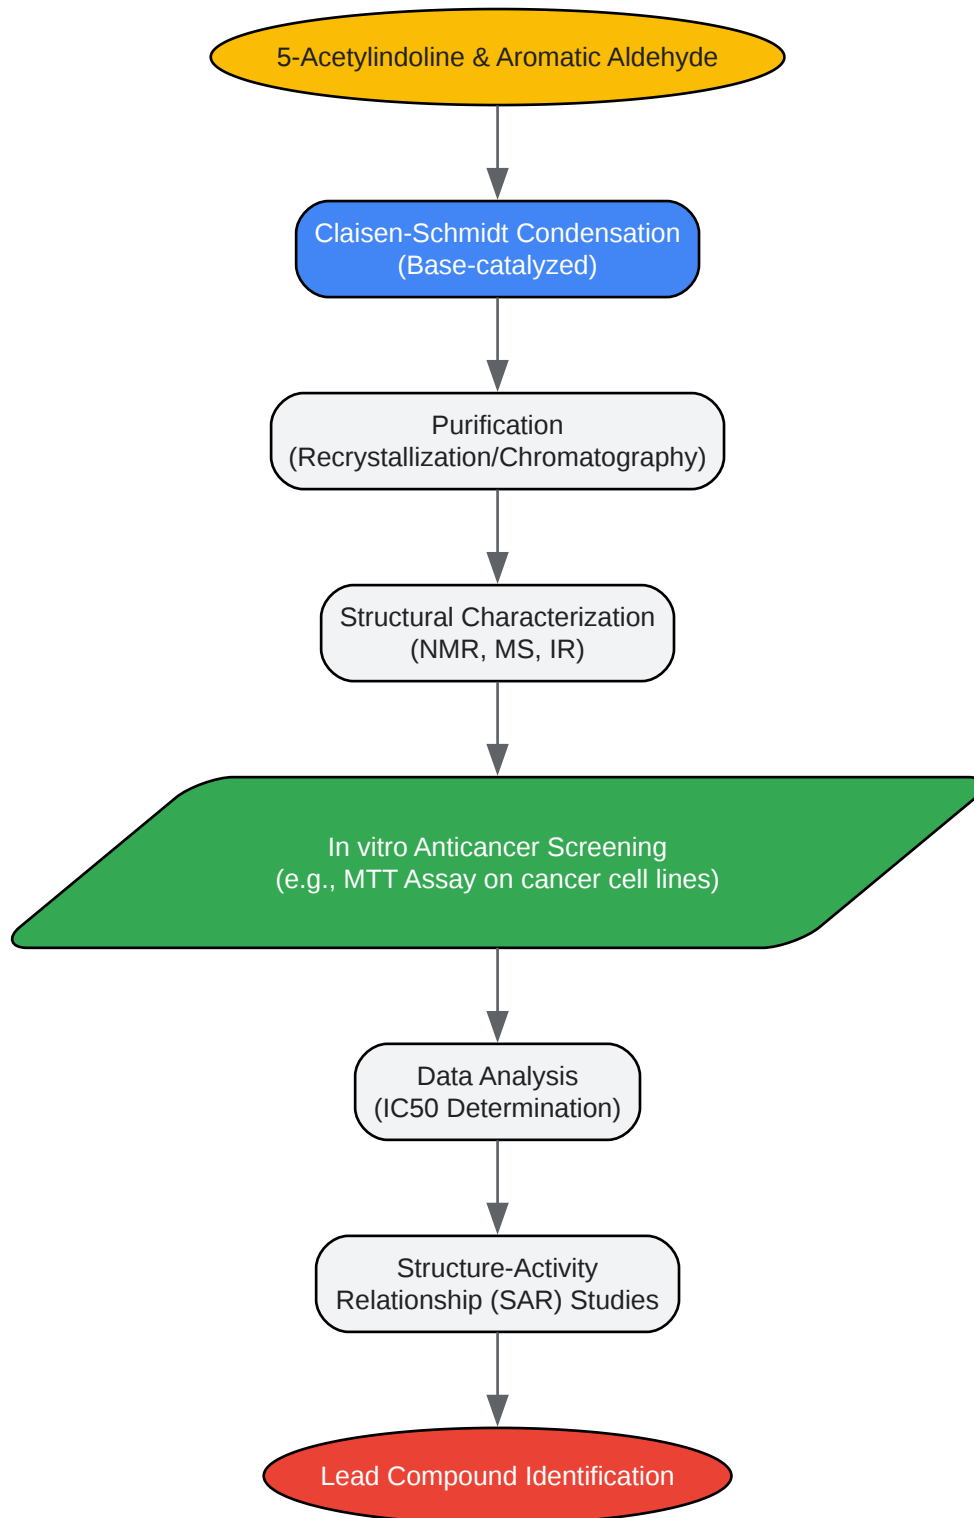 5-Acetylindoline & Aromatic Aldehyde
Claisen-Schmidt Condensation
(Base-catalyzed)
Purification
(Recrystallization/Chromatography)
Structural Characterization
(NMR, MS, IR)
In vitro Anticancer Screening
(e.g., MTT Assay on cancer cell lines)
Data Analysis
(IC50 Determination)
Structure-Activity
Relationship (SAR) Studies
Lead Compound Identification